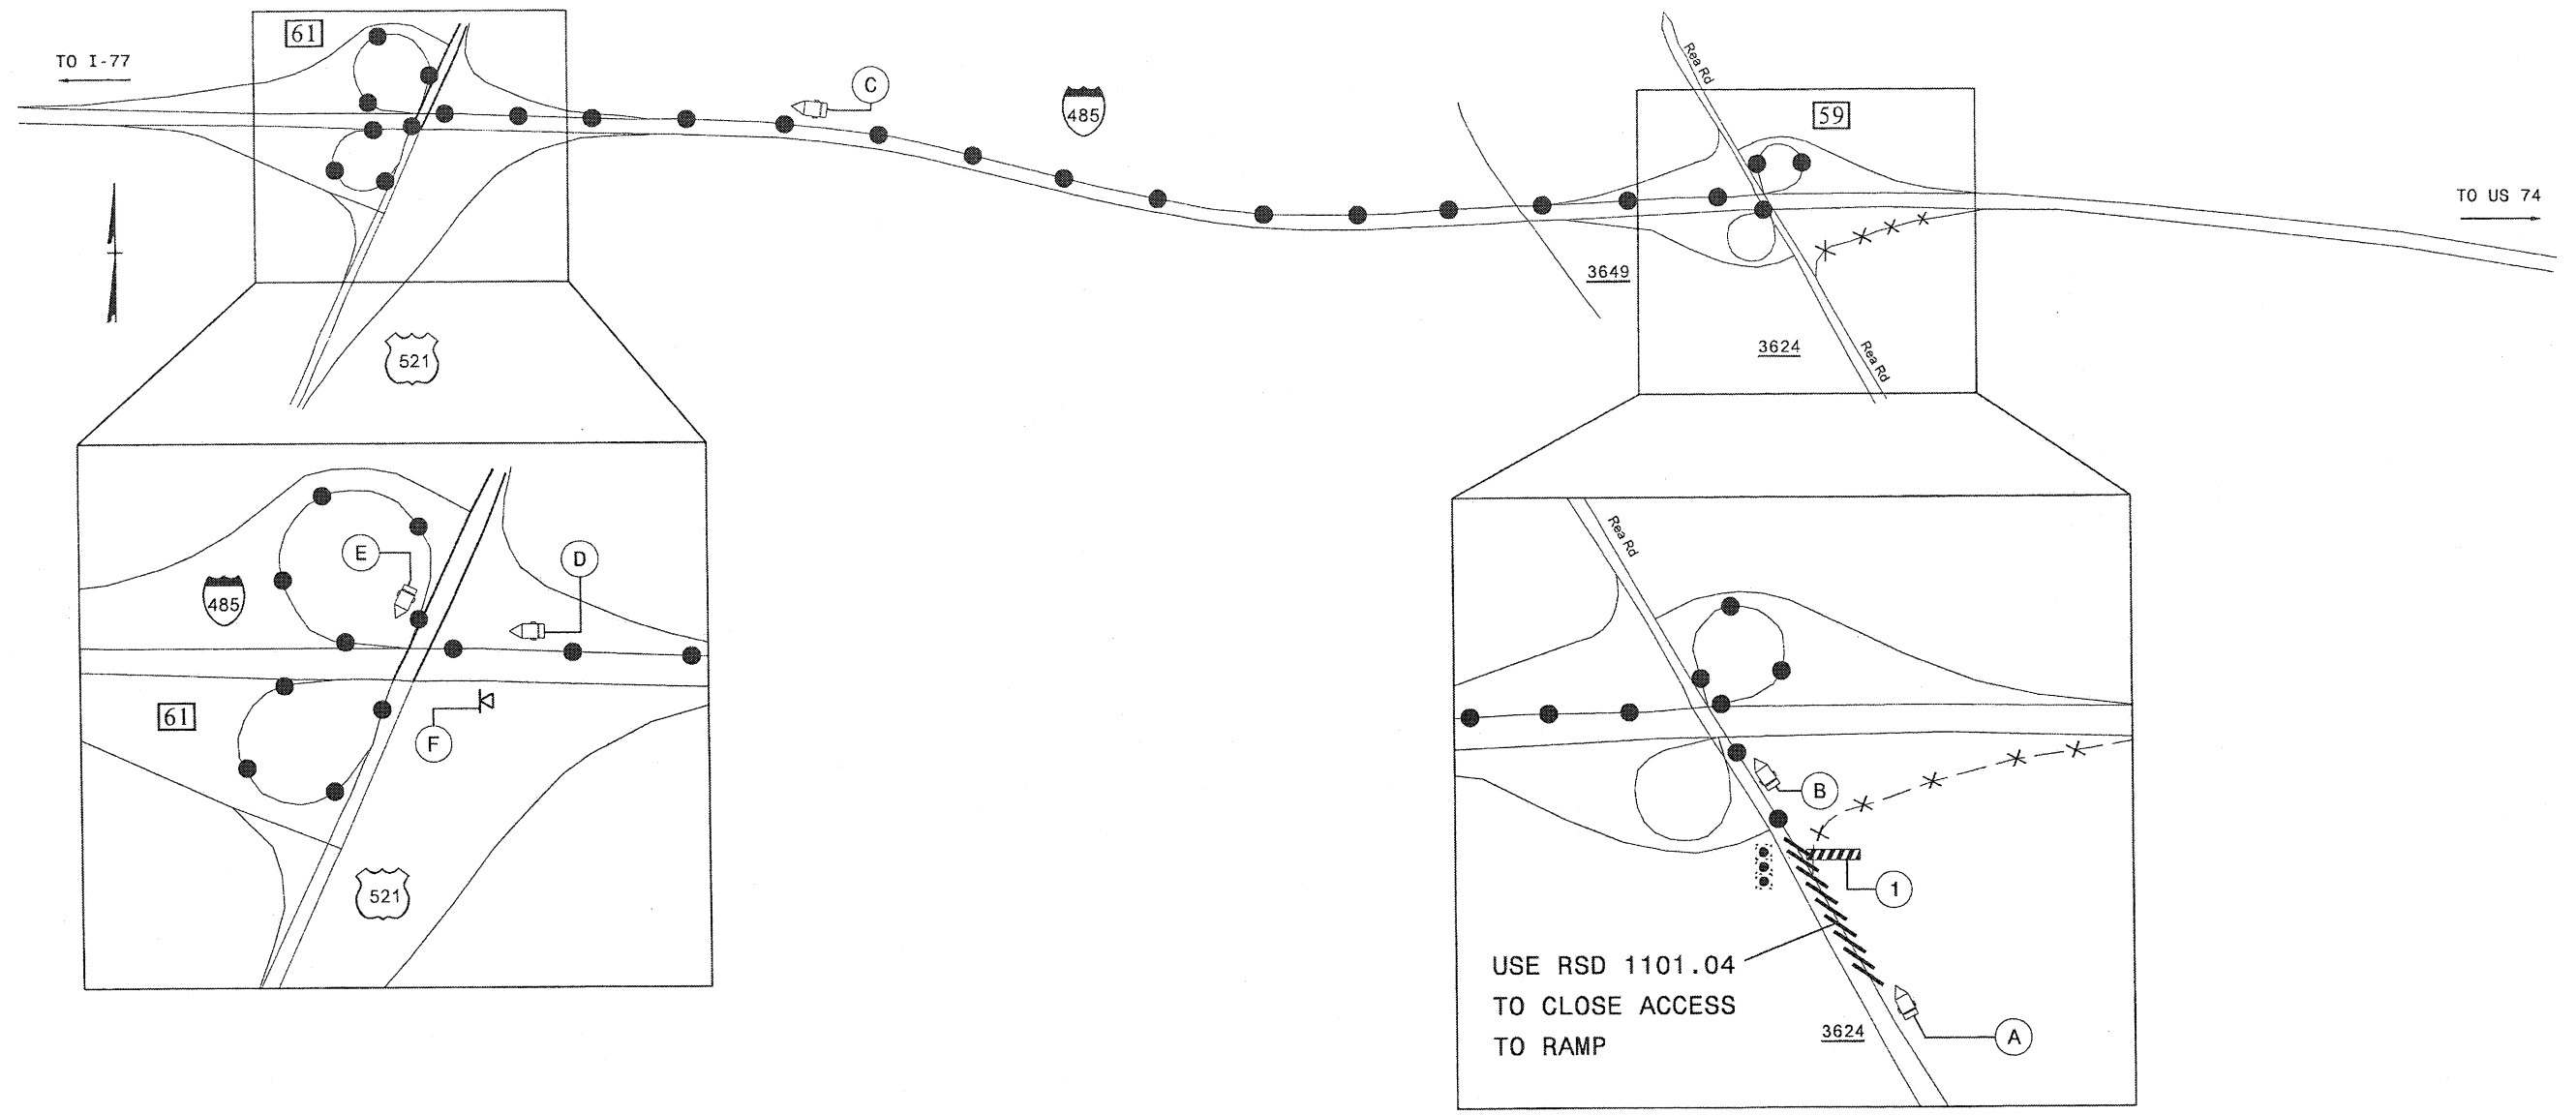 61
TO I-77
C
485
Rea Rd
59
TO US 74
3649
521
3624
Rea Rd
E
D
485
61
F
521
Rea Rd
B
1
USE RSD 1101.04
TO CLOSE ACCESS
TO RAMP
3624
A